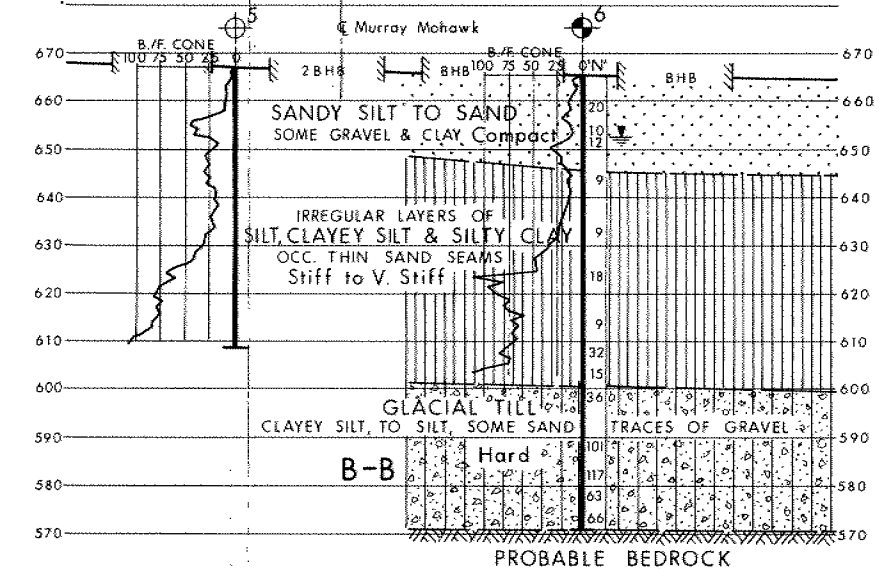 5
6
℄ Murray Mohawk
B./F. CONE
B./F. CONE
670
100 75 50 25 0
2BHB
BHB
100 75 50 25 0 'N'
BHB
670
660
SANDY SILT TO SAND
20
660
SOME GRAVEL & CLAY Compact
10
12
650
650
9
640
640
IRREGULAR LAYERS OF
SILT, CLAYEY SILT & SILTY CLAY
9
630
630
OCC. THIN SAND SEAMS
Stiff to V. Stiff
18
620
620
9
610
610
32
15
600
600
36
GLACIAL TILL
CLAYEY SILT, TO SILT, SOME SAND TRACES OF GRAVEL
590
590
101
Hard
B-B
117
580
580
63
66
570
570
PROBABLE BEDROCK